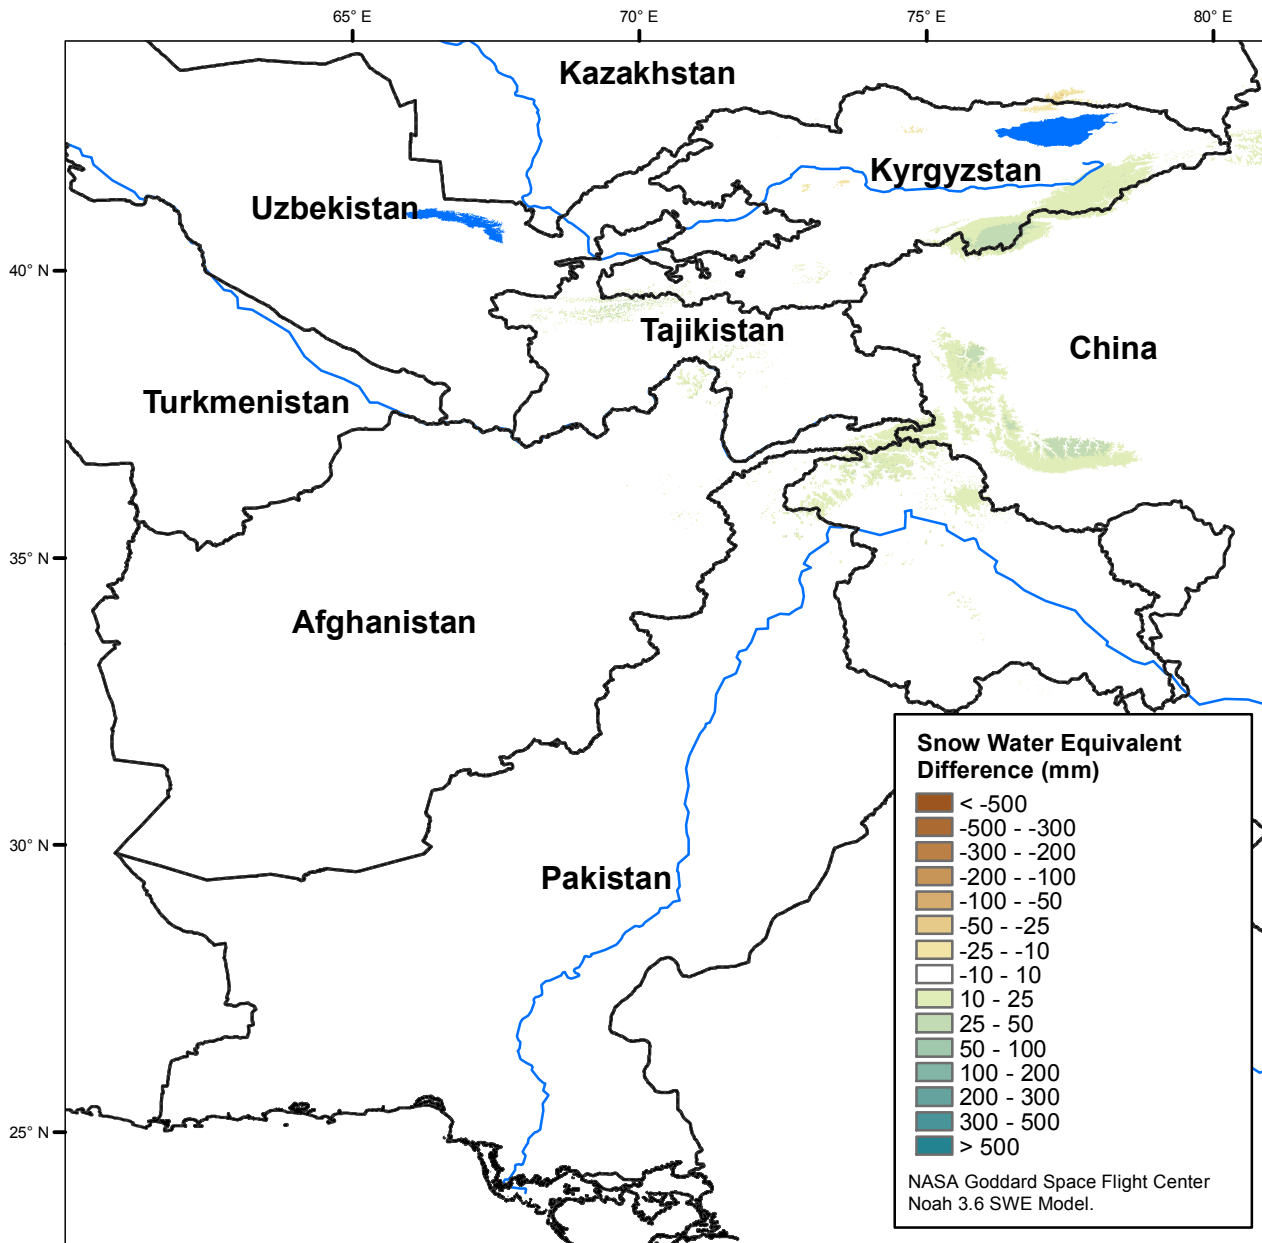 65° E
70° E
75° E
80° E
Kazakhstan
Kyrgyzstan
Uzbekistan
40° N
Tajikistan
China
Turkmenistan
35° N
Afghanistan
Snow Water Equivalent
Difference (mm)
< -500
-500 - -300
-300 - -200
-200 - -100
-100 - -50
-50 - -25
-25 - -10
-10 - 10
10 - 25
25 - 50
50 - 100
100 - 200
200 - 300
300 - 500
> 500
30° N
Pakistan
25° N
NASA Goddard Space Flight Center
Noah 3.6 SWE Model.